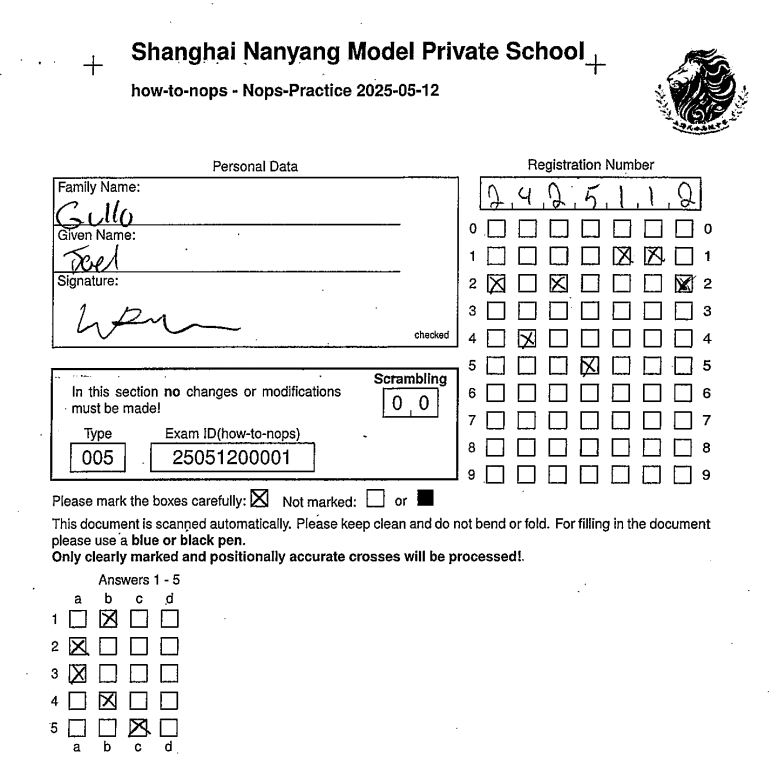 Shanghai Nanyang Model Private School
how-to-nops - Nops-Practice 2025-05-12
Personal Data
Family Name:
Gullo
Given Name:
Joel
Signature:
checked
Registration Number
2 4 2 5 1 1 2
0 0
1 1
2 2
3 3
4 4
5 5
6 6
7 7
8 8
9 9
In this section no changes or modifications
must be made!
Scrambling
0 0
Type Exam ID(how-to-nops)
005 25051200001
Please mark the boxes carefully: Not marked: or
This document is scanned automatically. Please keep clean and do not bend or fold. For filling in the document
please use a blue or black pen.
Only clearly marked and positionally accurate crosses will be processed!
Answers 1 - 5
a b c d
1
2
3
4
5
a b c d